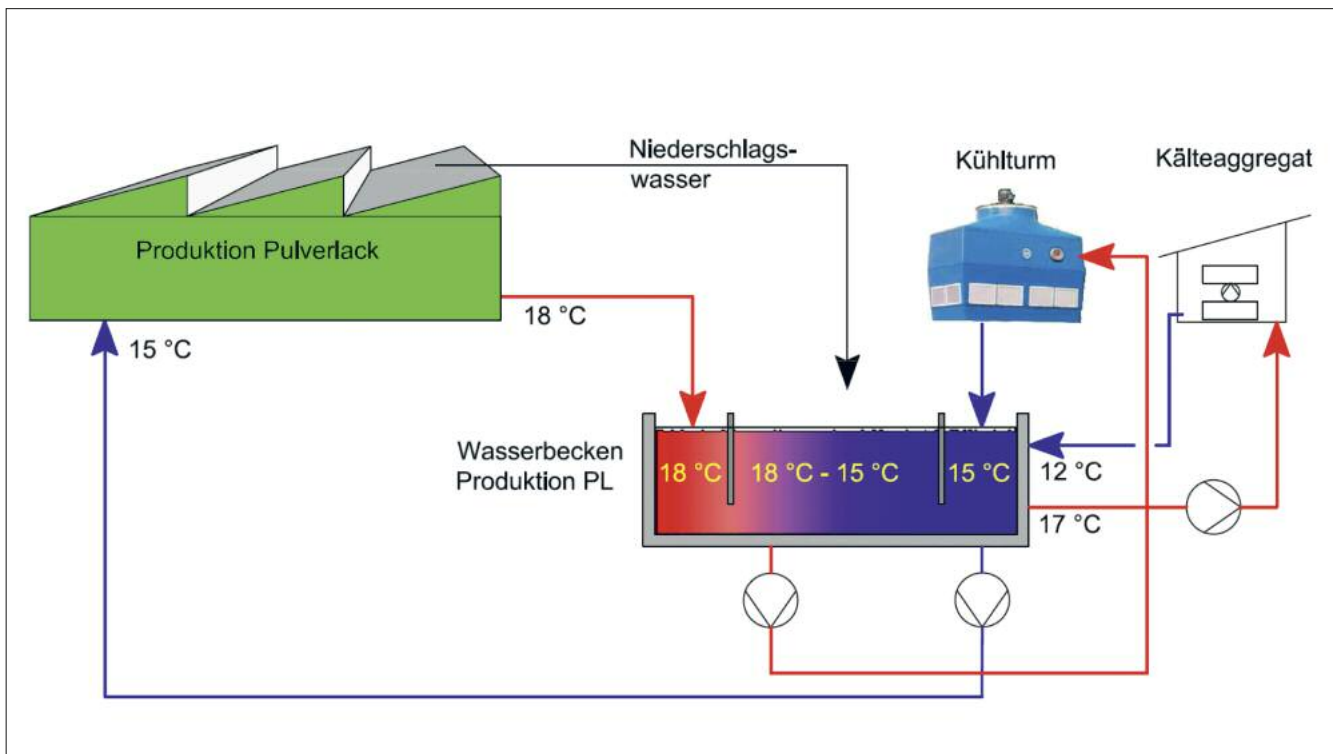 Niederschlags-
wasser
Kühlturm
Kälteaggregat
Produktion Pulverlack
18 °C
15 °C
Wasserbecken
Produktion PL
18 °C
18 °C - 15 °C
15 °C
12 °C
17 °C